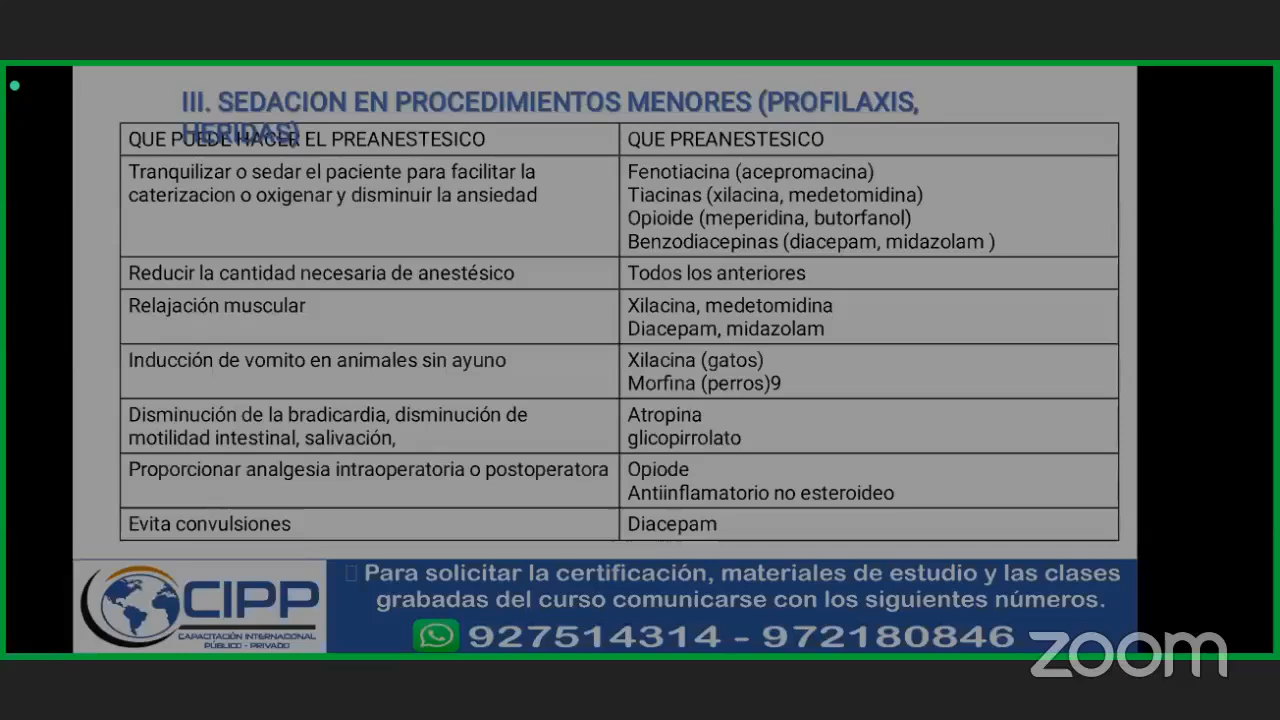 III. SEDACION EN PROCEDIMIENTOS MENORES (PROFILAXIS,
HERIDAS)
QUE PUEDE HACER EL PREANESTESICO
QUE PREANESTESICO
Tranquilizar o sedar el paciente para facilitar la
caterizacion o oxigenar y disminuir la ansiedad
Fenotiacina (acepromacina)
Tiacinas (xilacina, medetomidina)
Opioide (meperidina, butorfanol)
Benzodiacepinas (diacepam, midazolam )
Reducir la cantidad necesaria de anestésico
Todos los anteriores
Relajación muscular
Xilacina, medetomidina
Diacepam, midazolam
Inducción de vomito en animales sin ayuno
Xilacina (gatos)
Morfina (perros)9
Disminución de la bradicardia, disminución de
motilidad intestinal, salivación,
Atropina
glicopirrolato
Proporcionar analgesia intraoperatoria o postoperatora
Opiode
Antiinflamatorio no esteroideo
Evita convulsiones
Diacepam
CIPP
CAPACITACIÓN INTERNACIONAL
PÚBLICO - PRIVADO
Para solicitar la certificación, materiales de estudio y las clases
grabadas del curso comunicarse con los siguientes números.
927514314 - 972180846
zoom